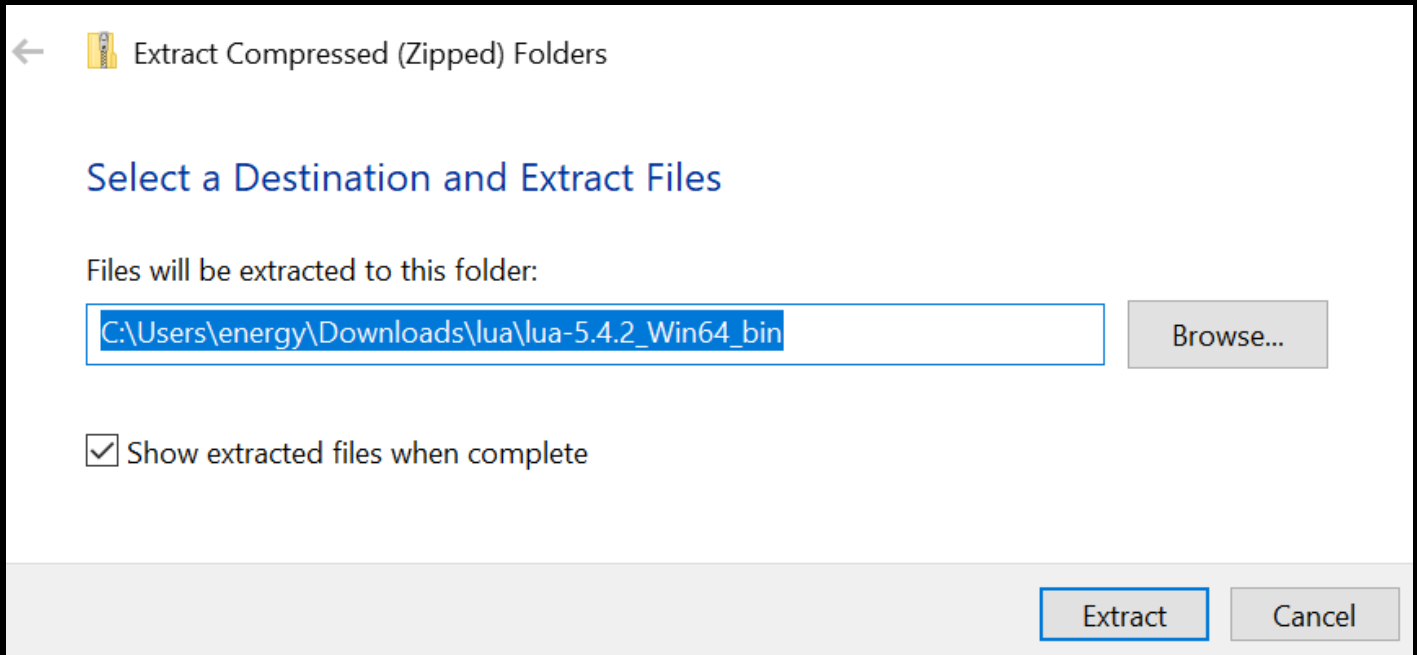 Extract Compressed (Zipped) Folders
Select a Destination and Extract Files
Files will be extracted to this folder:
C:\Users\energy\Downloads\lua\lua-5.4.2_Win64_bin
Browse...
Show extracted files when complete
Extract
Cancel